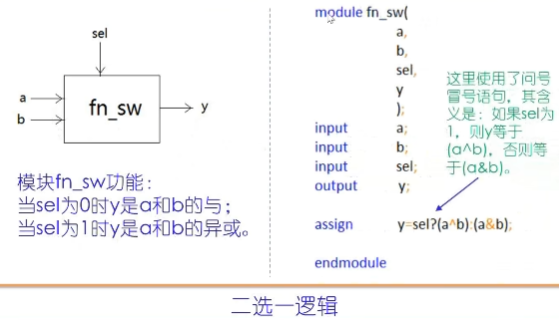 sel
a
b
fn_sw
y
模块fn_sw功能：
当sel为0时y是a和b的与；
当sel为1时y是a和b的异或。
module fn_sw(
a,
b,
sel,
y
);
input a;
input b;
input sel;
output y;
assign y=sel?(a^b):(a&b);
endmodule
这里使用了问号
冒号语句，其含
义是：如果sel为
1，则y等于
(a^b)，否则等
于(a&b)。
二选一逻辑